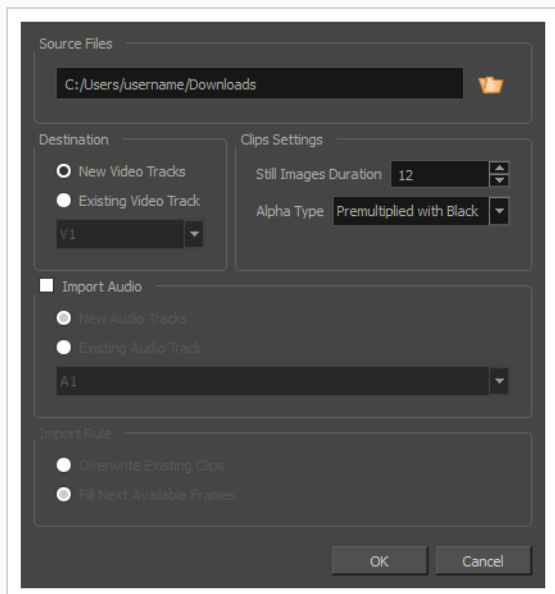 Source Files
C:/Users/username/Downloads
Destination
New Video Tracks
Existing Video Track
V1
Clips Settings
Still Images Duration 12
Alpha Type Premultiplied with Black
Import Audio
New Audio Tracks
Existing Audio Track
A1
Import Rule
Overwrite Existing Clips
Fill Next Available Frames
OK Cancel